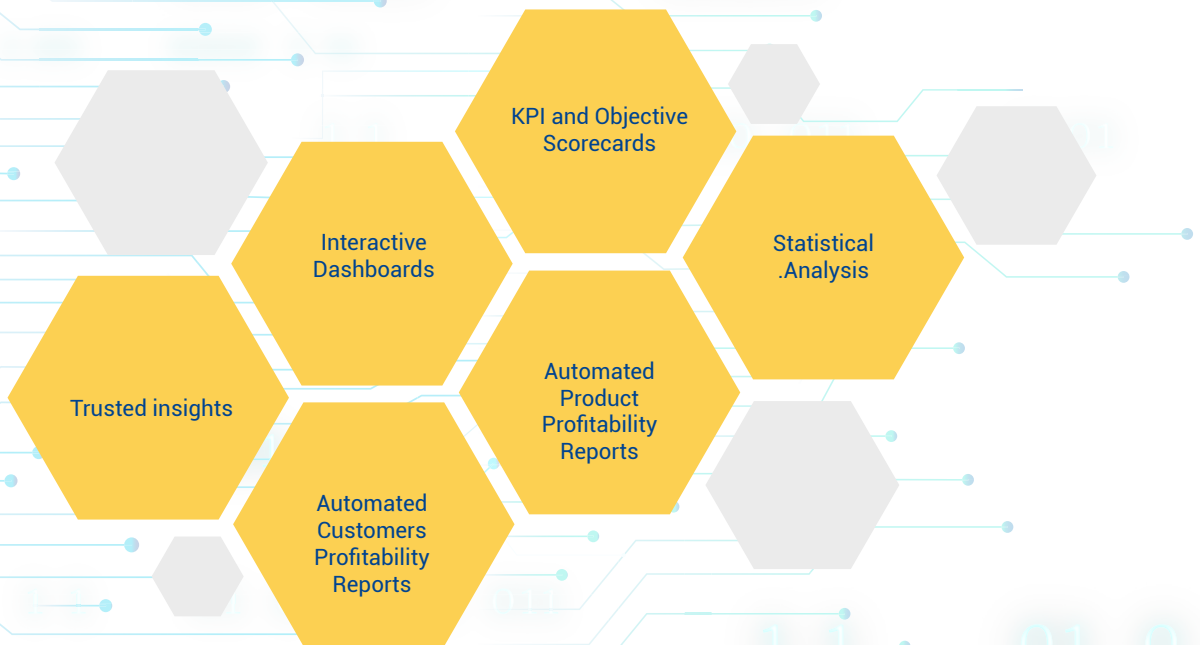 KPI and Objective
Scorecards
Interactive
Dashboards
Statistical
.Analysis
Trusted insights
Automated
Product
Profitability
Reports
Automated
Customers
Profitability
Reports